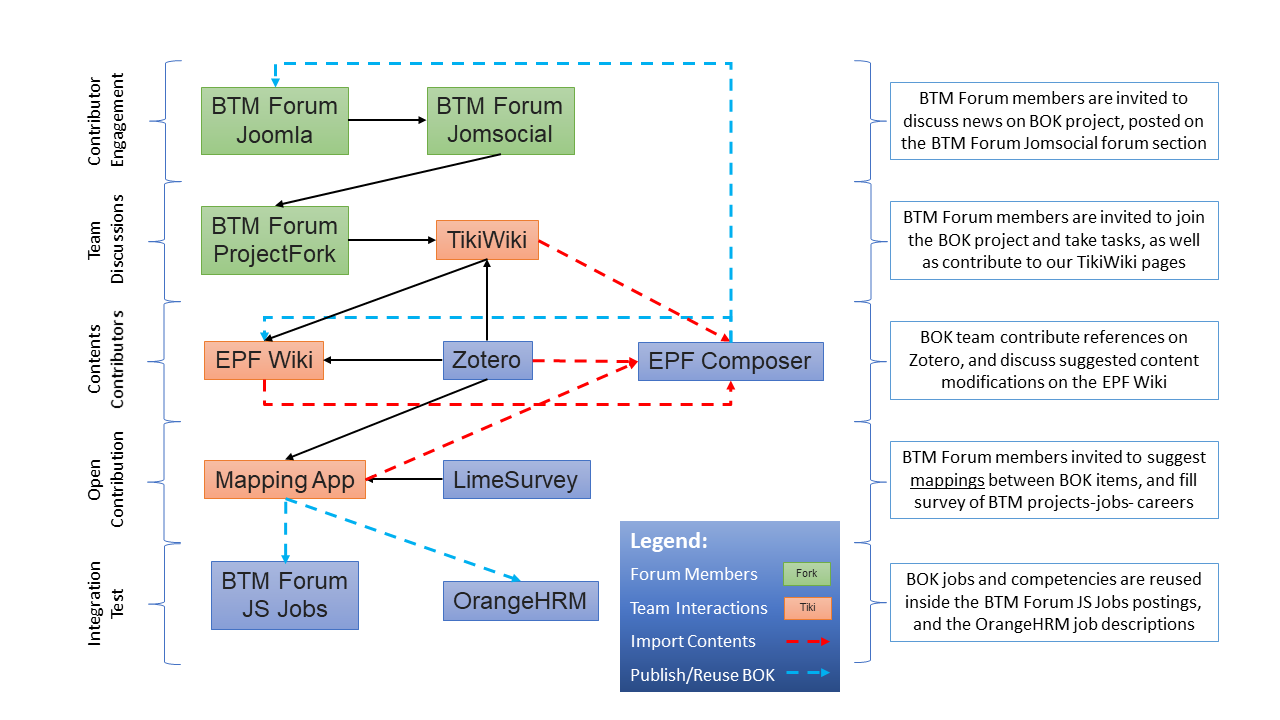 Contributor
Engagement
BTM Forum
Joomla
BTM Forum
Jomsocial
BTM Forum members are invited to
discuss news on BOK project, posted on
the BTM Forum Jomsocial forum section
Team
Discussions
BTM Forum
ProjectFork
TikiWiki
BTM Forum members are invited to join
the BOK project and take tasks, as well
as contribute to our TikiWiki pages
Contents
Contributors
EPF Wiki
Zotero
EPF Composer
BOK team contribute references on
Zotero, and discuss suggested content
modifications on the EPF Wiki
Open
Contribution
Mapping App
LimeSurvey
BTM Forum members invited to suggest
mappings between BOK items, and fill
survey of BTM projects-jobs- careers
Integration
Test
BTM Forum
JS Jobs
OrangeHRM
Legend:
Forum Members
Fork
Team Interactions
Tiki
Import Contents
Publish/Reuse BOK
BOK jobs and competencies are reused
inside the BTM Forum JS Jobs postings,
and the OrangeHRM job descriptions